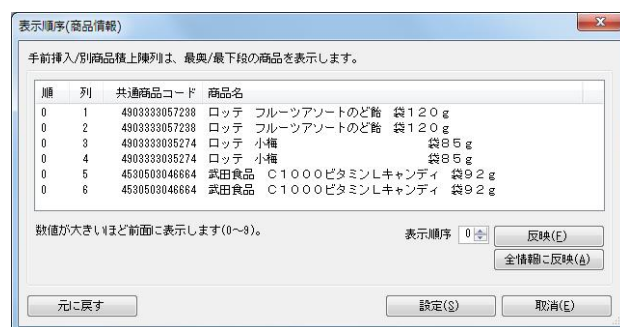 表示順序(商品情報)
手前挿入/別商品積上陳列は、最奥/最下段の商品を表示します。
順 列 共通商品コード 商品名
0 1 4903333057238 ロッテ フルーツアソートのど飴 袋120g
0 2 4903333057238 ロッテ フルーツアソートのど飴 袋120g
0 3 4903333035274 ロッテ 小梅 袋85g
0 4 4903333035274 ロッテ 小梅 袋85g
0 5 4530503046664 武田食品 C1000ビタミンLキャンディ 袋92g
0 6 4530503046664 武田食品 C1000ビタミンLキャンディ 袋92g
数値が大きいほど前面に表示します(0~9)。 表示順序 0 反映(F)
全情報に反映(A)
元に戻す 設定(S) 取消(E)